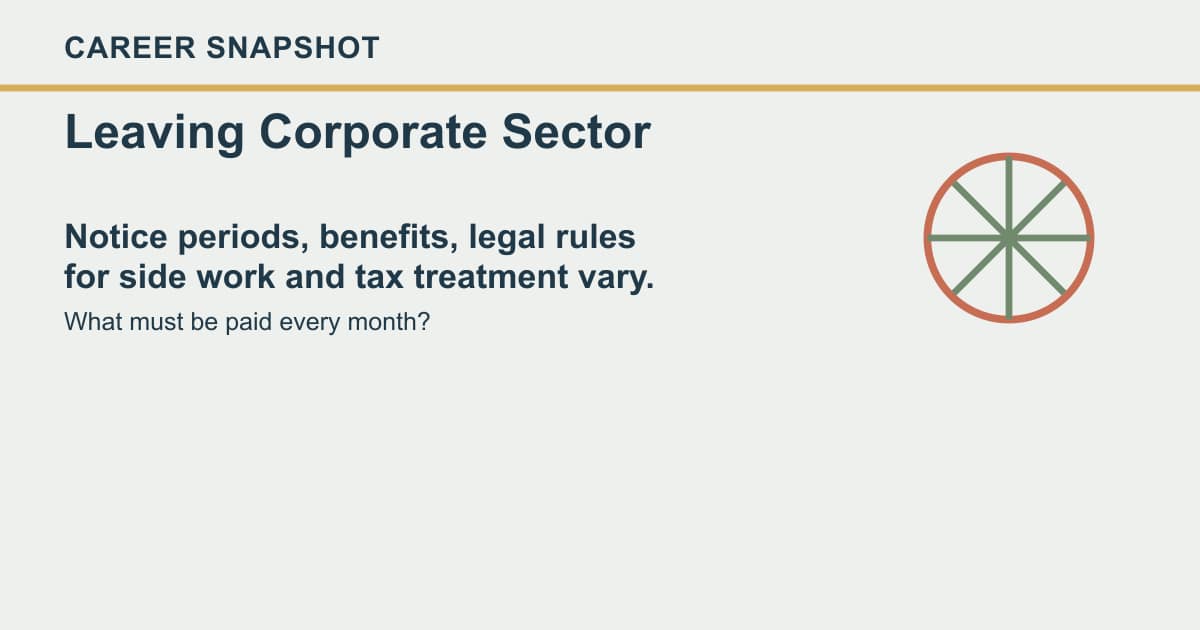 CAREER SNAPSHOT
Leaving Corporate Sector
Notice periods, benefits, legal rules
for side work and tax treatment vary.
What must be paid every month?